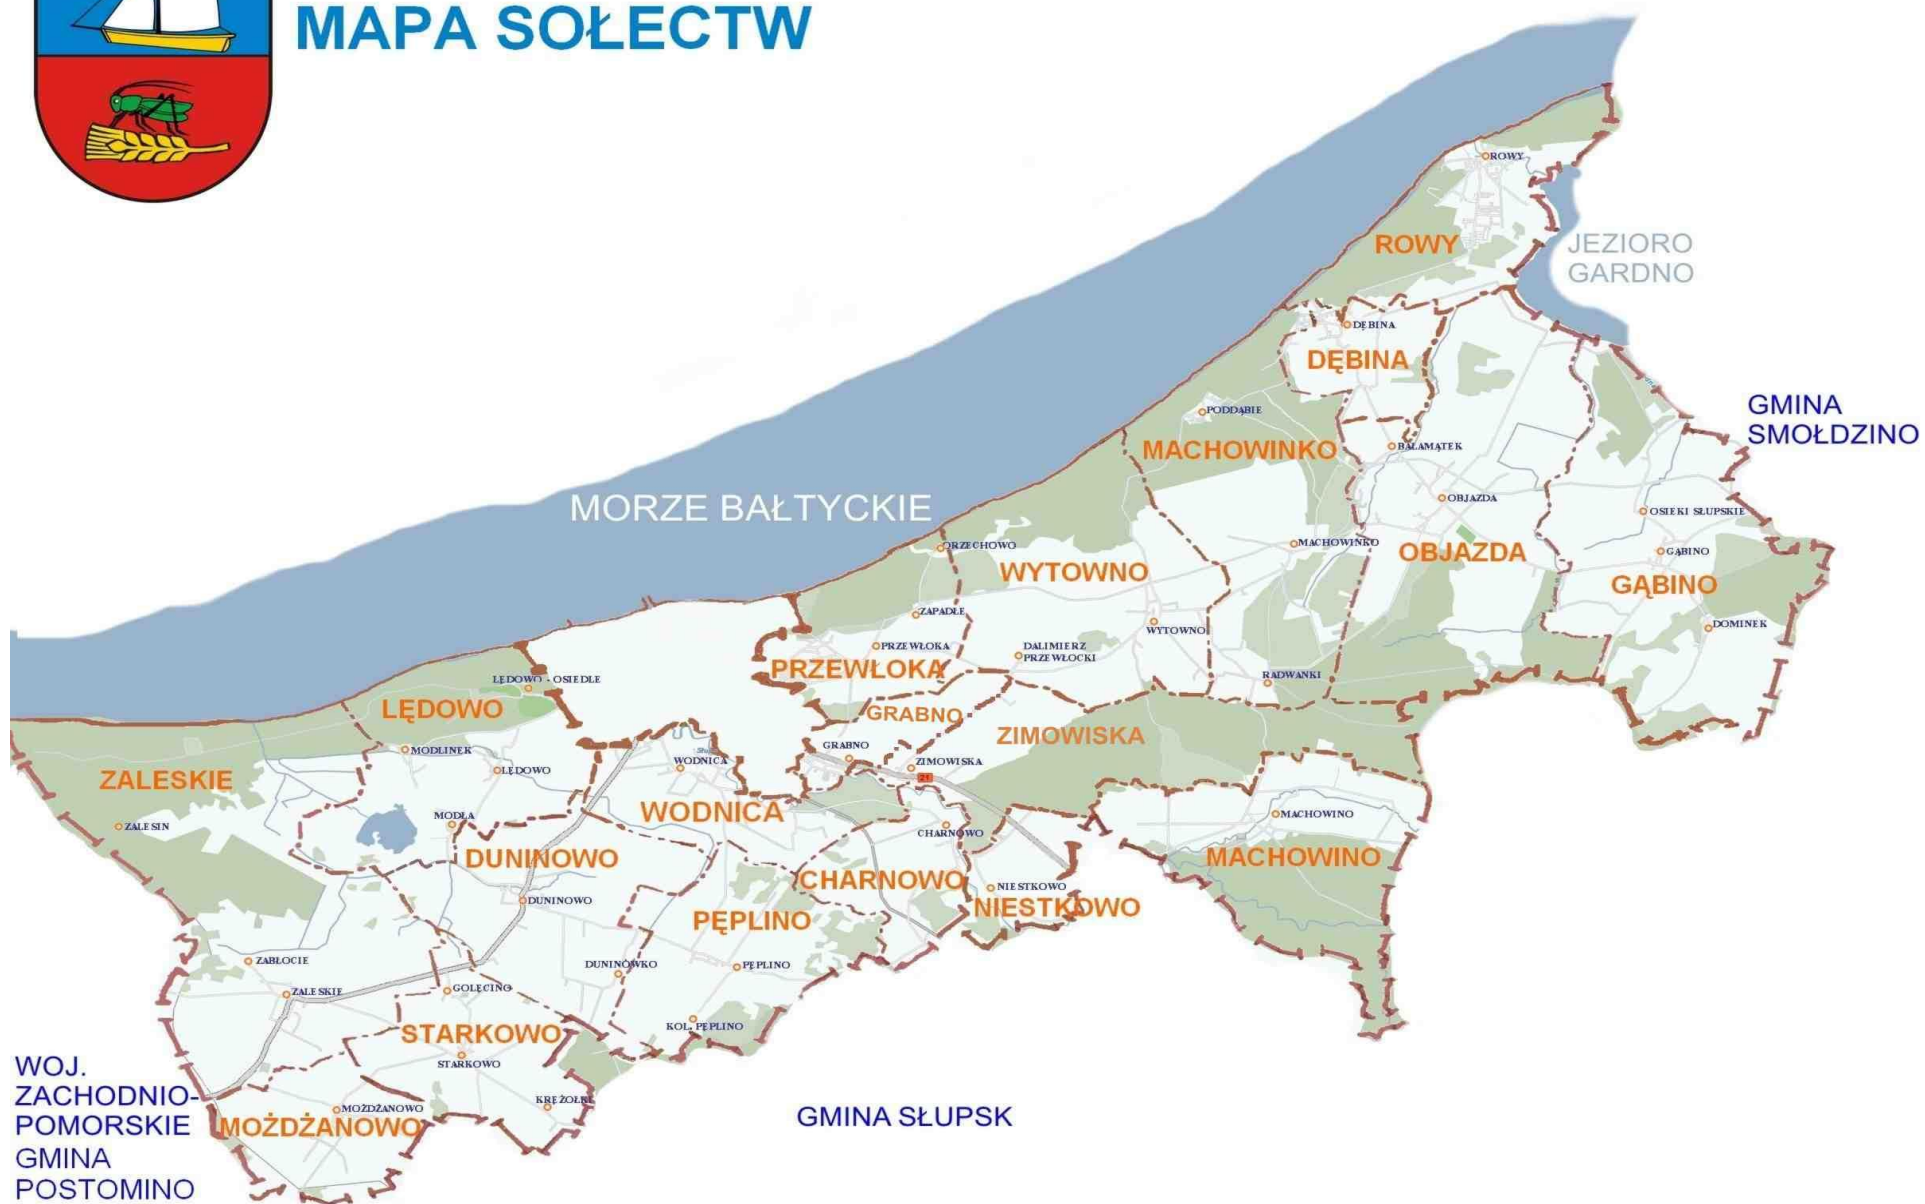 MAPA SOŁECTW
ROWY
ROWY
JEZIORO
GARDNO
DĘBINA
DĘBINA
PODDĄBIE
GMINA
SMOŁDZINO
MACHOWINKO
BAŁAMĄTEK
OBJAZDA
MORZE BAŁTYCKIE
OSIEKI SŁUPSKIE
ORZECHOWO
MACHOWINKO
OBJAZDA
GĄBINO
WYTOWNO
GĄBINO
ZAPADŁE
WYTOWNO
DOMINEK
PRZEWŁOKA
DALIMIERZ
PRZEWŁOCKI
PRZEWŁOKA
RADWANKI
LĘDOWO - OSIEDLE
LĘDOWO
GRABNO
ZIMOWISKA
MODLINEK
GRABNO
WODNICA
ZIMOWISKA
LĘDOWO
21
ZALESKIE
WODNICA
MACHOWINO
MODŁA
ZALESIN
CHARNOWO
DUNINOWO
MACHOWINO
CHARNOWO
NIESTKOWO
DUNINOWO
NIESTKOWO
PĘPLINO
ZABŁOCIE
DUNINÓWKO
PĘPLINO
ZALESKIE
GOLĘCINO
KOL. PĘPLINO
STARKOWO
STARKOWO
WOJ.
ZACHODNIO-
POMORSKIE
GMINA
POSTOMINO
KRĘŻOŁKI
MOŻDŻANOWO
MOŻDŻANOWO
GMINA SŁUPSK